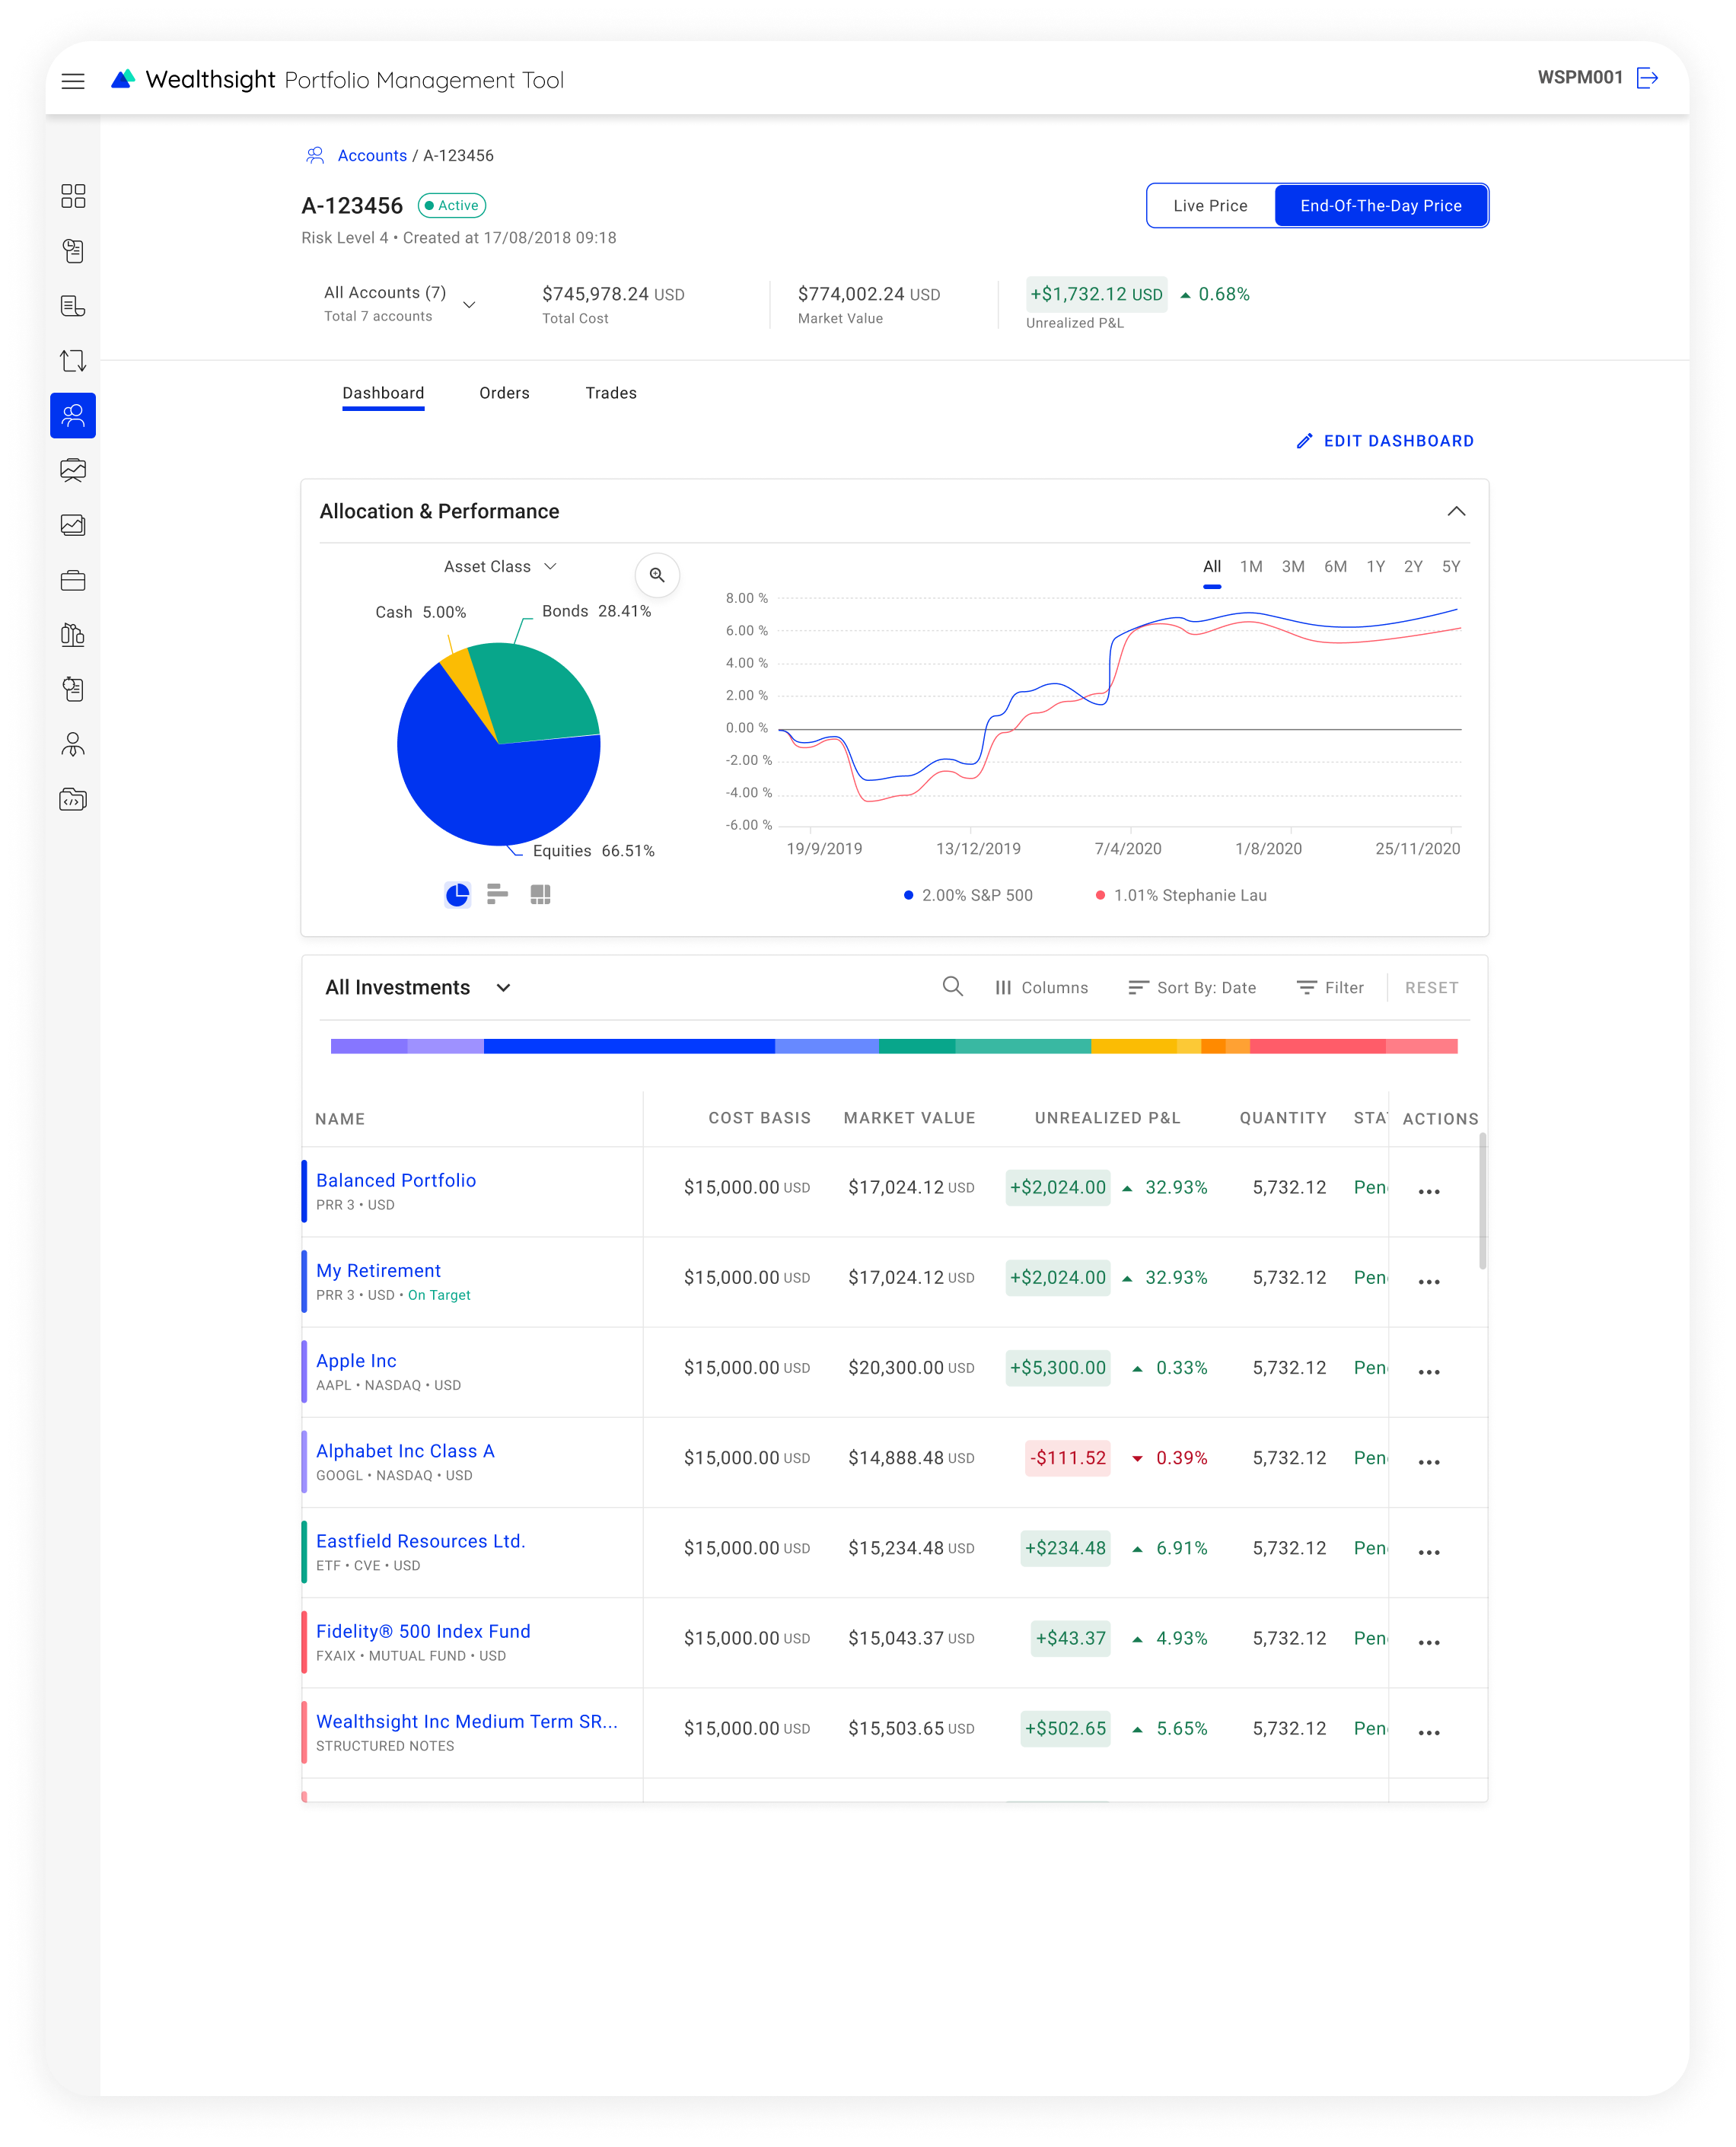 Wealthsight Portfolio Management Tool
WSPM001
Accounts / A-123456
A-123456 Active
Live Price End-Of-The-Day Price
Risk Level 4 • Created at 17/08/2018 09:18
All Accounts (7)
Total 7 accounts
$745,978.24 USD
Total Cost
$774,002.24 USD
Market Value
+$1,732.12 USD 0.68%
Unrealized P&L
Dashboard Orders Trades
EDIT DASHBOARD
Allocation & Performance
Asset Class
Cash 5.00%
Bonds 28.41%
Equities 66.51%
All 1M 3M 6M 1Y 2Y 5Y
8.00 %
6.00 %
4.00 %
2.00 %
0.00 %
-2.00 %
-4.00 %
-6.00 %
19/9/2019 13/12/2019 7/4/2020 1/8/2020 25/11/2020
2.00% S&P 500 1.01% Stephanie Lau
All Investments
Columns Sort By: Date Filter RESET
NAME COST BASIS MARKET VALUE UNREALIZED P&L QUANTITY STA ACTIONS
Balanced Portfolio
PRR 3 • USD
$15,000.00 USD $17,024.12 USD +$2,024.00 32.93% 5,732.12 Pen
My Retirement
PRR 3 • USD • On Target
$15,000.00 USD $17,024.12 USD +$2,024.00 32.93% 5,732.12 Pen
Apple Inc
AAPL • NASDAQ • USD
$15,000.00 USD $20,300.00 USD +$5,300.00 0.33% 5,732.12 Pen
Alphabet Inc Class A
GOOGL • NASDAQ • USD
$15,000.00 USD $14,888.48 USD -$111.52 0.39% 5,732.12 Pen
Eastfield Resources Ltd.
ETF • CVE • USD
$15,000.00 USD $15,234.48 USD +$234.48 6.91% 5,732.12 Pen
Fidelity® 500 Index Fund
FXAIX • MUTUAL FUND • USD
$15,000.00 USD $15,043.37 USD +$43.37 4.93% 5,732.12 Pen
Wealthsight Inc Medium Term SR...
STRUCTURED NOTES
$15,000.00 USD $15,503.65 USD +$502.65 5.65% 5,732.12 Pen